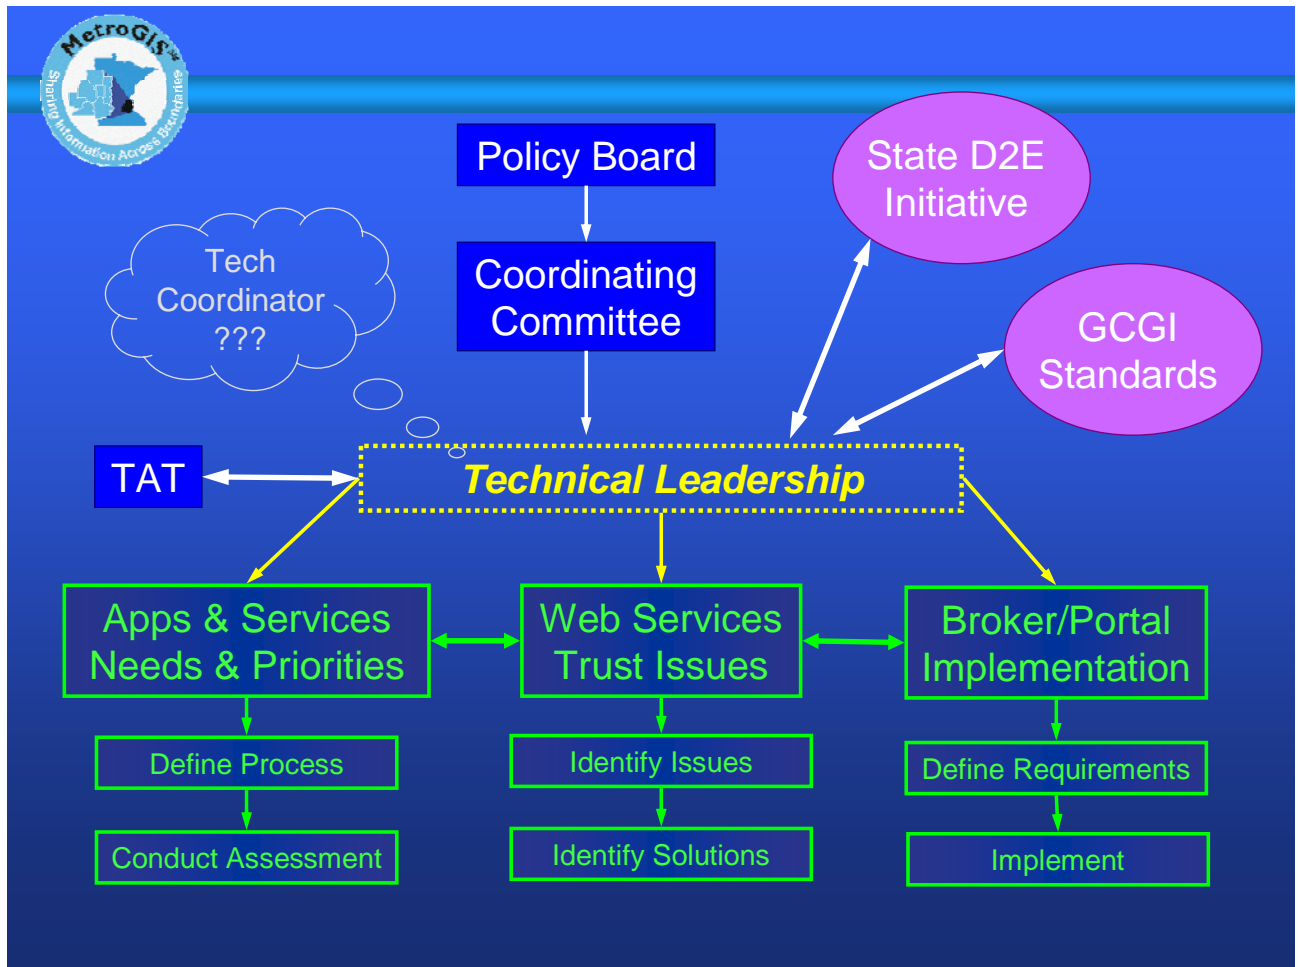 MetroGIS
SM
Sharing Information Across Boundaries
Policy Board
State D2E
Initiative
Tech
Coordinator
???
Coordinating
Committee
GCGI
Standards
TAT
Technical Leadership
Apps & Services
Needs & Priorities
Web Services
Trust Issues
Broker/Portal
Implementation
Define Process
Identify Issues
Define Requirements
Conduct Assessment
Identify Solutions
Implement